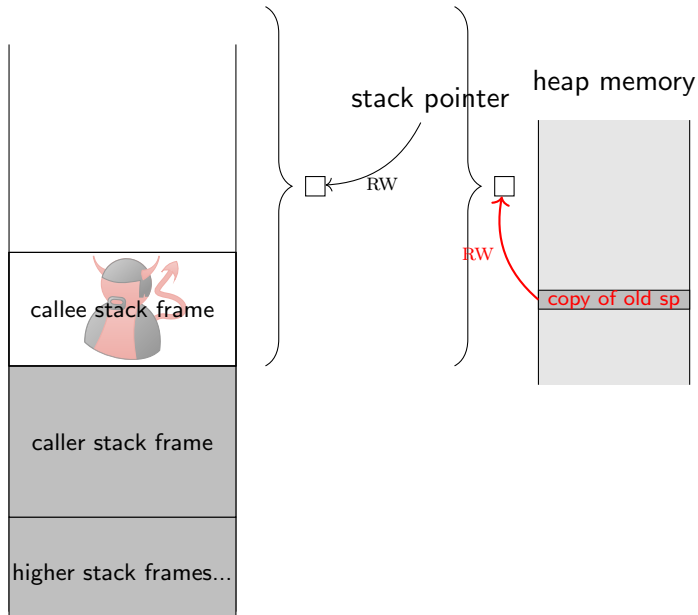 heap memory
stack pointer
RW
RW
copy of old sp
callee stack frame
caller stack frame
higher stack frames...